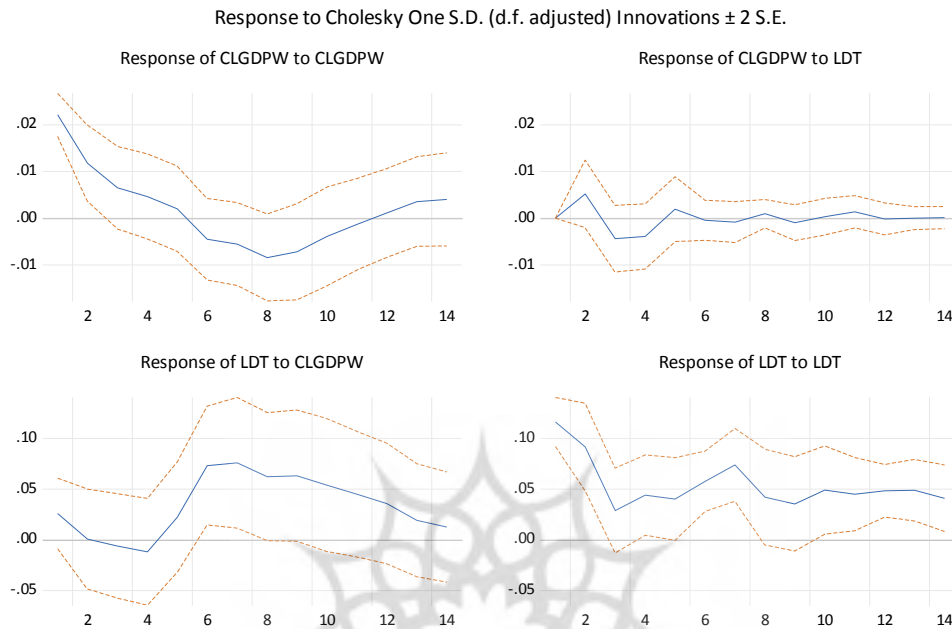 Response to Cholesky One S.D. (d.f. adjusted) Innovations ± 2 S.E.
Response of CLGDPW to CLGDPW
.02
.01
.00
-.01
2 4 6 8 10 12 14
Response of CLGDPW to LDT
.02
.01
.00
-.01
2 4 6 8 10 12 14
Response of LDT to CLGDPW
.10
.05
.00
-.05
2 4 6 8 10 12 14
Response of LDT to LDT
.10
.05
.00
-.05
2 4 6 8 10 12 14